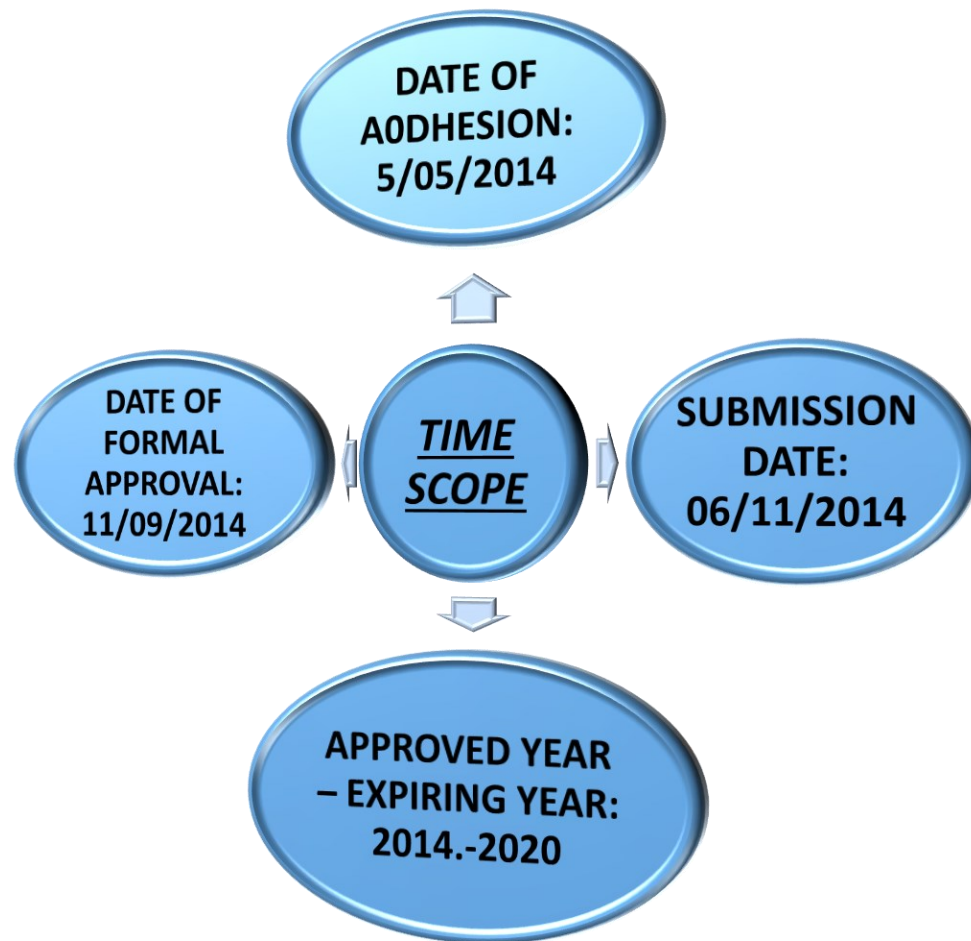 DATE OF
A0DHESION:
5/05/2014
DATE OF
FORMAL
APPROVAL:
11/09/2014
TIME
SCOPE
SUBMISSION
DATE:
06/11/2014
APPROVED YEAR
– EXPIRING YEAR:
2014.-2020